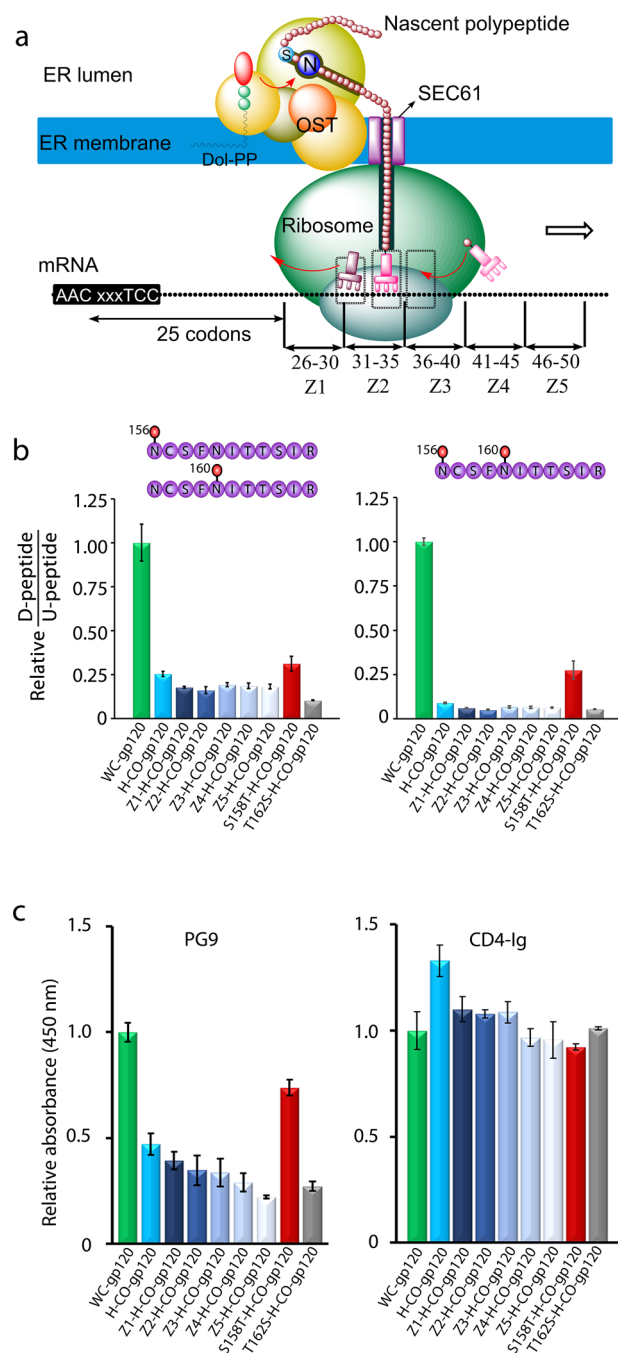 a
Nascent polypeptide
S
N
ER lumen
SEC61
OST
ER membrane
Dol-PP
Ribosome
mRNA
AAC xxxTCC
25 codons
26-30 31-35 36-40 41-45 46-50
Z1 Z2 Z3 Z4 Z5
b
156
NCSFNITTSIR
160
NCSFNITTSIR
156 160
NCSFNITTSIR
Relative D-peptide
U-peptide
1.25
1.00
0.75
0.50
0.25
0
WC-gp120
H-CO-gp120
Z1-H-CO-gp120
Z2-H-CO-gp120
Z3-H-CO-gp120
Z4-H-CO-gp120
Z5-H-CO-gp120
S158T-H-CO-gp120
T162S-H-CO-gp120
1.25
1.00
0.75
0.50
0.25
0
WC-gp120
H-CO-gp120
Z1-H-CO-gp120
Z2-H-CO-gp120
Z3-H-CO-gp120
Z4-H-CO-gp120
Z5-H-CO-gp120
S158T-H-CO-gp120
T162S-H-CO-gp120
c
Relative absorbance (450 nm)
PG9
1.5
1.0
0.5
0
WC-gp120
H-CO-gp120
Z1-H-CO-gp120
Z2-H-CO-gp120
Z3-H-CO-gp120
Z4-H-CO-gp120
Z5-H-CO-gp120
S158T-H-CO-gp120
T162S-H-CO-gp120
CD4-Ig
1.5
1.0
0.5
0
WC-gp120
H-CO-gp120
Z1-H-CO-gp120
Z2-H-CO-gp120
Z3-H-CO-gp120
Z4-H-CO-gp120
Z5-H-CO-gp120
S158T-H-CO-gp120
T162S-H-CO-gp120